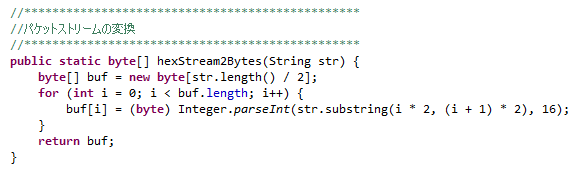 //************************************************
//パケットストリームの変換
//************************************************
public static byte[] hexStream2Bytes(String str) {
    byte[] buf = new byte[str.length() / 2];
    for (int i = 0; i < buf.length; i++) {
        buf[i] = (byte) Integer.parseInt(str.substring(i * 2, (i + 1) * 2), 16);
    }
    return buf;
}